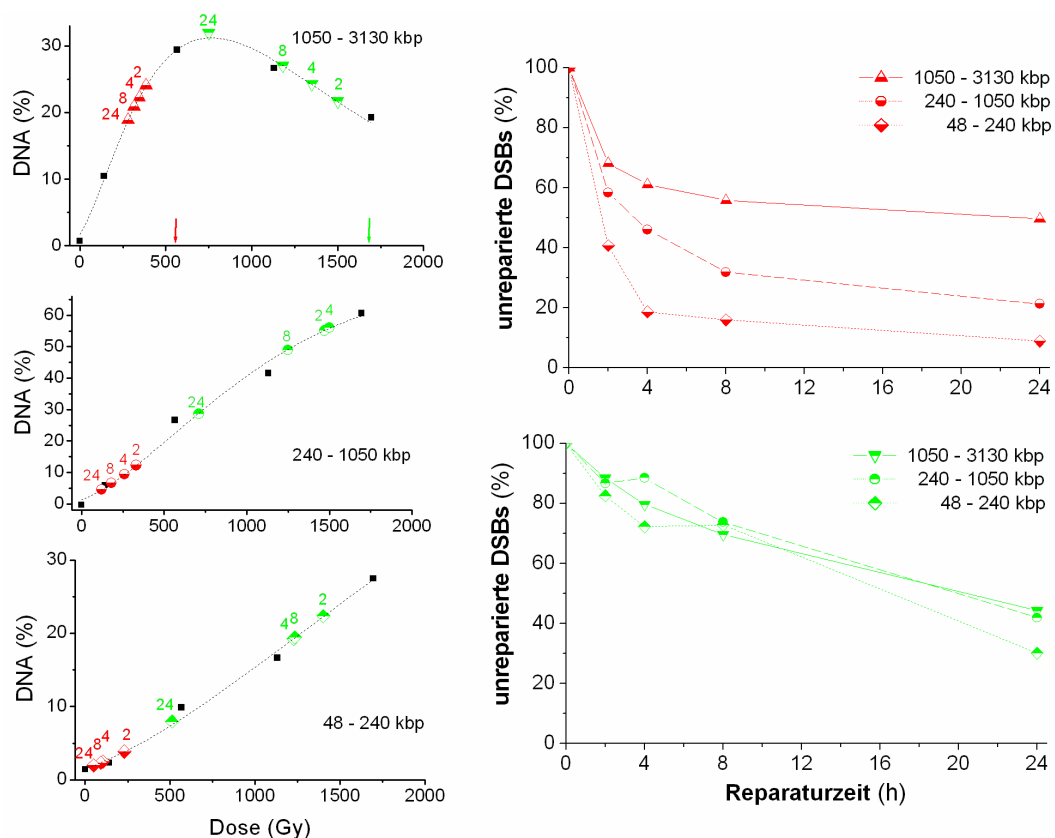 1050 - 3130 kbp
24
2
4
8
24
8
4
2
30
20
10
0
DNA (%)
0 500 1000 1500 2000
240 - 1050 kbp
24
8
4
2
24
8
2 4
60
50
40
30
20
10
0
DNA (%)
0 500 1000 1500 2000
48 - 240 kbp
24
8
4
2
24
4 8
2
30
20
10
0
DNA (%)
0 500 1000 1500 2000
Dose (Gy)
1050 - 3130 kbp
240 - 1050 kbp
48 - 240 kbp
100
80
60
40
20
0
unreparierte DSBs (%)
0 4 8 12 16 20 24
1050 - 3130 kbp
240 - 1050 kbp
48 - 240 kbp
100
80
60
40
20
0
unreparierte DSBs (%)
0 4 8 12 16 20 24
Reparaturzeit (h)